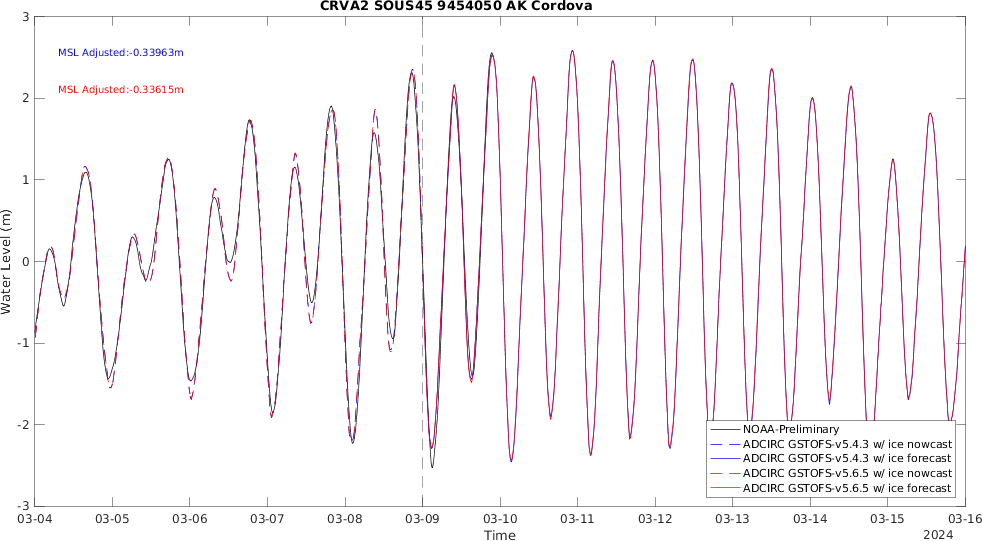 CRVA2 SOUS45 9454050 AK Cordova
MSL Adjusted:-0.33963m
MSL Adjusted:-0.33615m
3
2
1
0
-1
-2
-3
Water Level (m)
NOAA-Preliminary
ADCIRC GSTOFS-v5.4.3 w/ ice nowcast
ADCIRC GSTOFS-v5.4.3 w/ ice forecast
ADCIRC GSTOFS-v5.6.5 w/ ice nowcast
ADCIRC GSTOFS-v5.6.5 w/ ice forecast
03-04 03-05 03-06 03-07 03-08 03-09 03-10 03-11 03-12 03-13 03-14 03-15 03-16
Time
2024